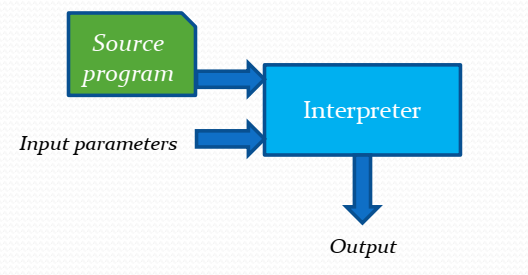 Source
program
Interpreter
Input parameters
Output